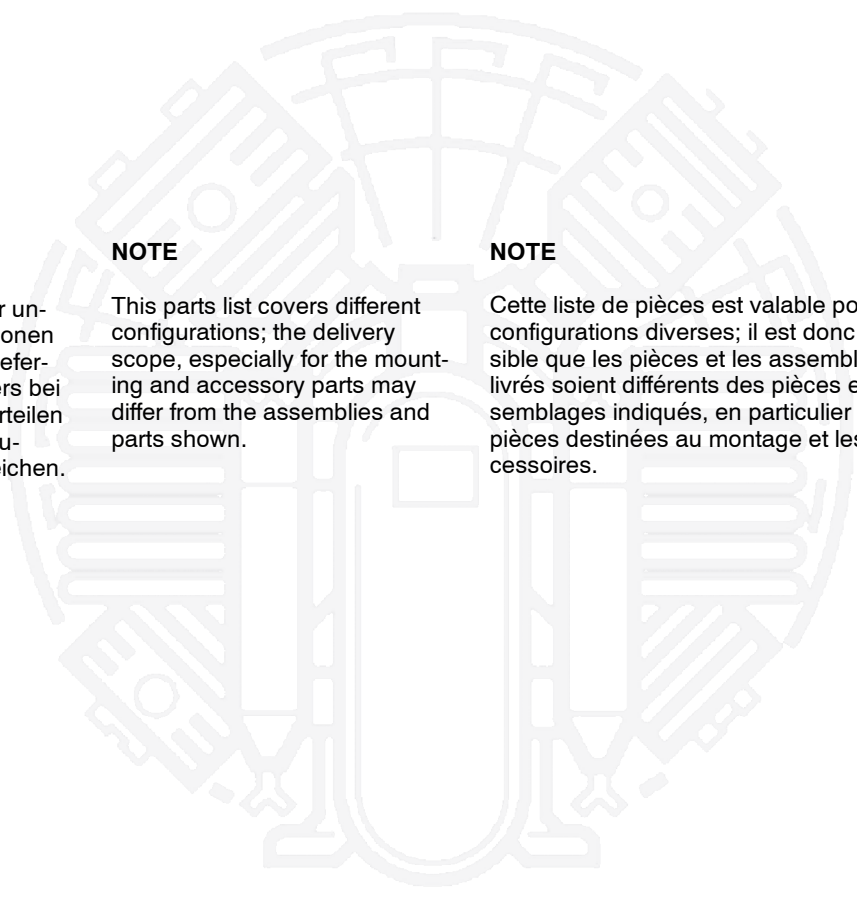 r un-
onen
efer-
rs bei
rteilen
u-
eichen.
NOTE
This parts list covers different
configurations; the delivery
scope, especially for the mount-
ing and accessory parts may
differ from the assemblies and
parts shown.
NOTE
Cette liste de pièces est valable po
configurations diverses; il est donc
sible que les pièces et les assembl
livrés soient différents des pièces e
semblages indiqués, en particulier
pièces destinées au montage et les
cessoires.